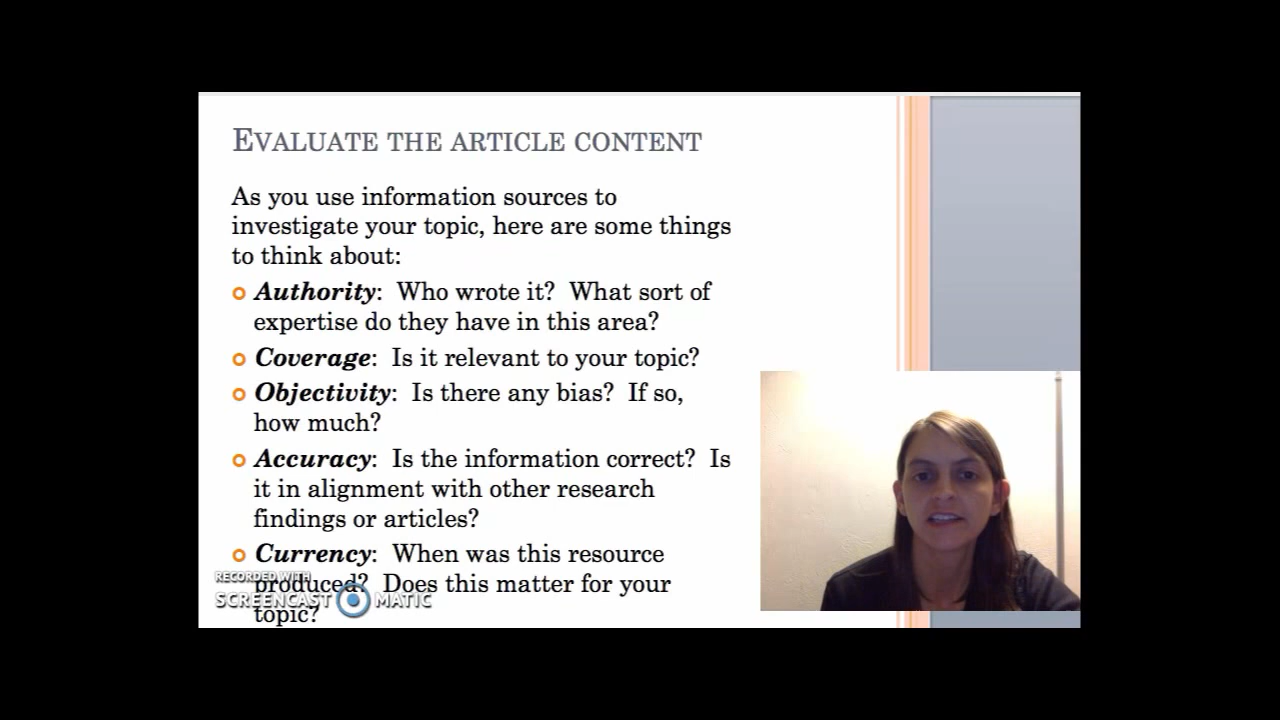 EVALUATE THE ARTICLE CONTENT
As you use information sources to
investigate your topic, here are some things
to think about:
Authority: Who wrote it? What sort of
expertise do they have in this area?
Coverage: Is it relevant to your topic?
Objectivity: Is there any bias? If so,
how much?
Accuracy: Is the information correct? Is
it in alignment with other research
findings or articles?
Currency: When was this resource
produced? Does this matter for your
topic?
RECORDED WITH
SCREENCAST MATIC